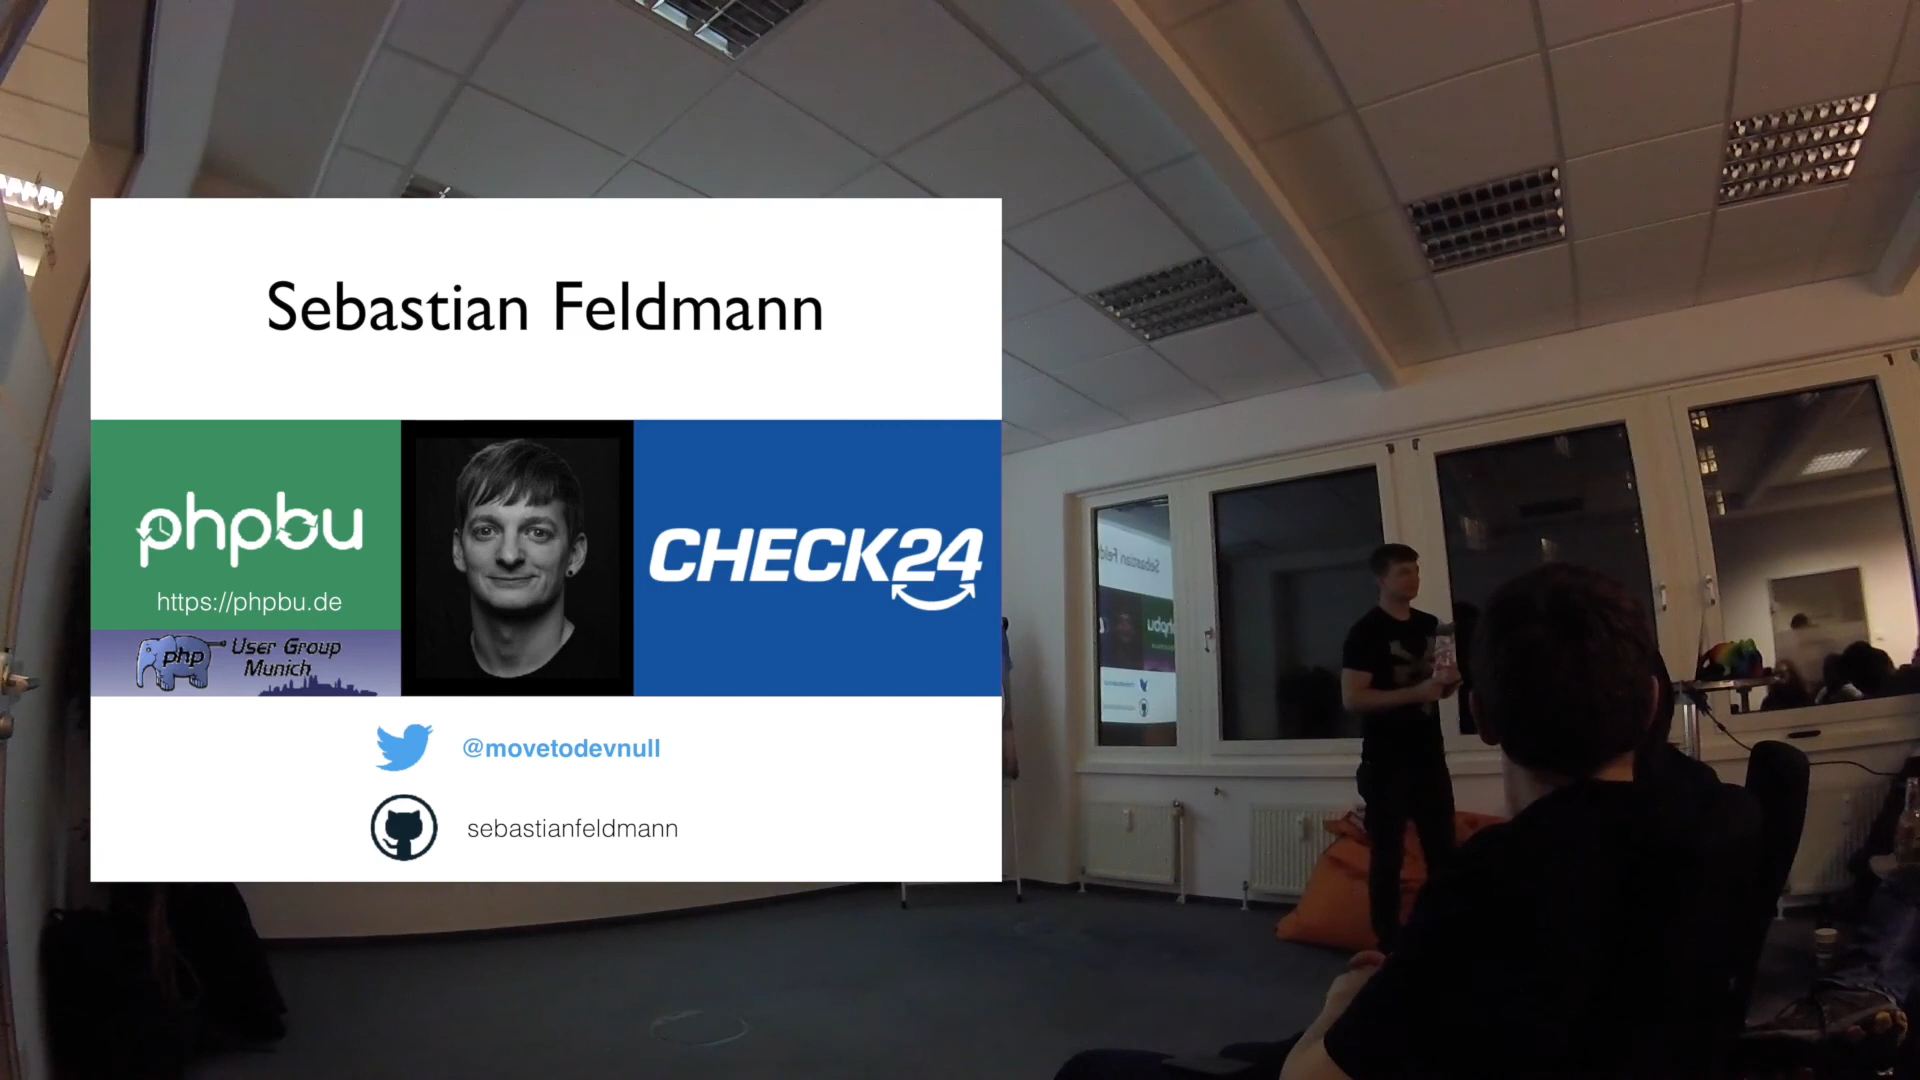 Sebastian Feldmann
phpbu
https://phpbu.de
php
User Group
Munich
CHECK24
@movetodevnull
sebastianfeldmann